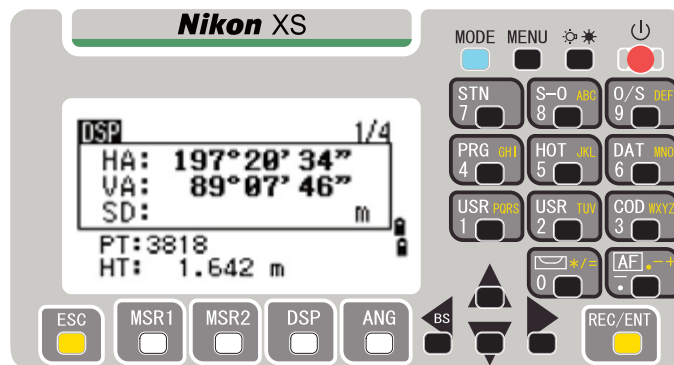 Nikon XS
MODE MENU
DSP 1/4
HA: 197°20'34"
VA: 89°07'46"
SD: m
PT:3818
HT: 1.642 m
STN 7
S-O ABC 8
O/S DEF 9
PRG GHI 4
HOT JKL 5
DAT MNO 6
USR PQRS 1
USR TUV 2
COD WXYZ 3
*/= 0
AF .-+ .
ESC MSR1 MSR2 DSP ANG BS REC/ENT